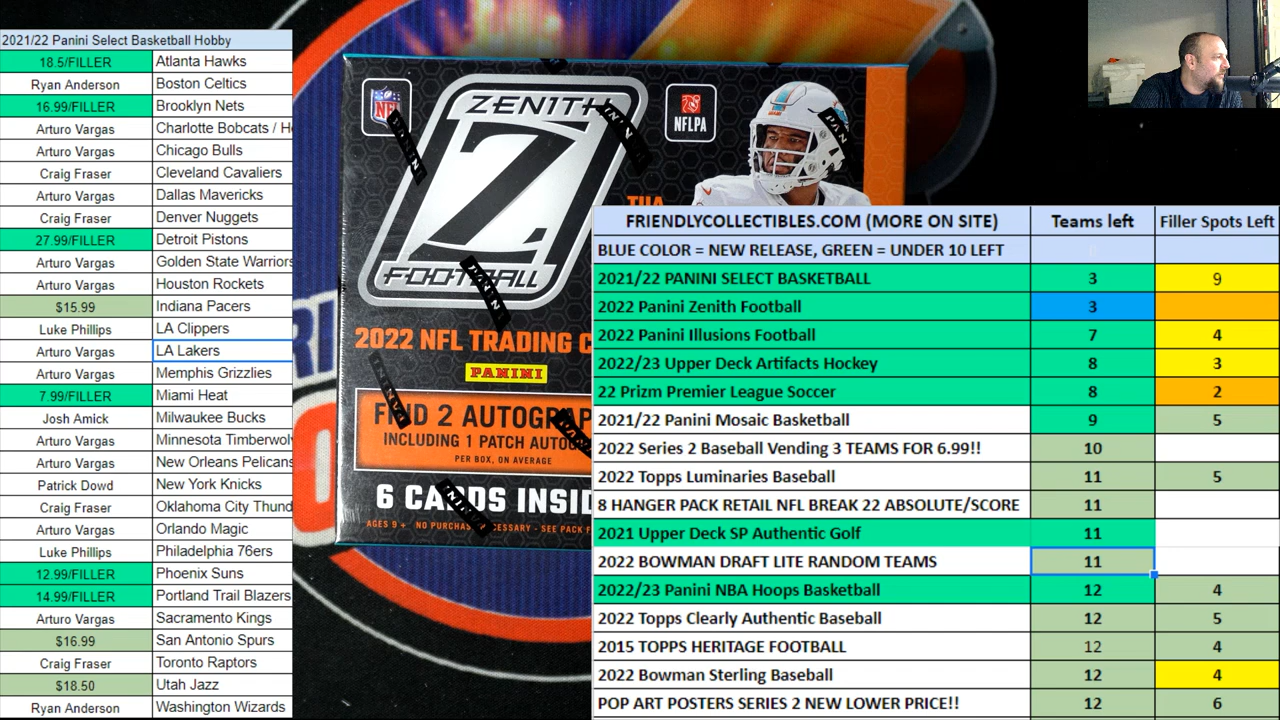 2021/22 Panini Select Basketball Hobby
18.5/FILLER Atlanta Hawks
Ryan Anderson Boston Celtics
16.99/FILLER Brooklyn Nets
Arturo Vargas Charlotte Bobcats / H
Arturo Vargas Chicago Bulls
Craig Fraser Cleveland Cavaliers
Arturo Vargas Dallas Mavericks
Craig Fraser Denver Nuggets
27.99/FILLER Detroit Pistons
Arturo Vargas Golden State Warriors
Arturo Vargas Houston Rockets
$15.99 Indiana Pacers
Luke Phillips LA Clippers
Arturo Vargas LA Lakers
Arturo Vargas Memphis Grizzlies
7.99/FILLER Miami Heat
Josh Amick Milwaukee Bucks
Arturo Vargas Minnesota Timberwol
Arturo Vargas New Orleans Pelicans
Patrick Dowd New York Knicks
Craig Fraser Oklahoma City Thund
Arturo Vargas Orlando Magic
Luke Phillips Philadelphia 76ers
12.99/FILLER Phoenix Suns
14.99/FILLER Portland Trail Blazers
Arturo Vargas Sacramento Kings
$16.99 San Antonio Spurs
Craig Fraser Toronto Raptors
$18.50 Utah Jazz
Ryan Anderson Washington Wizards
NFL
ZENITH
Z
FOOTBALL
NFLPA
TUA
2022 NFL TRADING C
PANINI
FIND 2 AUTOGRAP
INCLUDING 1 PATCH AUTO
PER BOX, ON AVERAGE
6 CARDS INSID
AGES 9+ NO PURCHASE NECESSARY - SEE PACK F
FRIENDLYCOLLECTIBLES.COM (MORE ON SITE) Teams left Filler Spots Left
BLUE COLOR = NEW RELEASE, GREEN = UNDER 10 LEFT
2021/22 PANINI SELECT BASKETBALL 3 9
2022 Panini Zenith Football 3
2022 Panini Illusions Football 7 4
2022/23 Upper Deck Artifacts Hockey 8 3
22 Prizm Premier League Soccer 8 2
2021/22 Panini Mosaic Basketball 9 5
2022 Series 2 Baseball Vending 3 TEAMS FOR 6.99!! 10
2022 Topps Luminaries Baseball 11 5
8 HANGER PACK RETAIL NFL BREAK 22 ABSOLUTE/SCORE 11
2021 Upper Deck SP Authentic Golf 11
2022 BOWMAN DRAFT LITE RANDOM TEAMS 11
2022/23 Panini NBA Hoops Basketball 12 4
2022 Topps Clearly Authentic Baseball 12 5
2015 TOPPS HERITAGE FOOTBALL 12 4
2022 Bowman Sterling Baseball 12 4
POP ART POSTERS SERIES 2 NEW LOWER PRICE!! 12 6